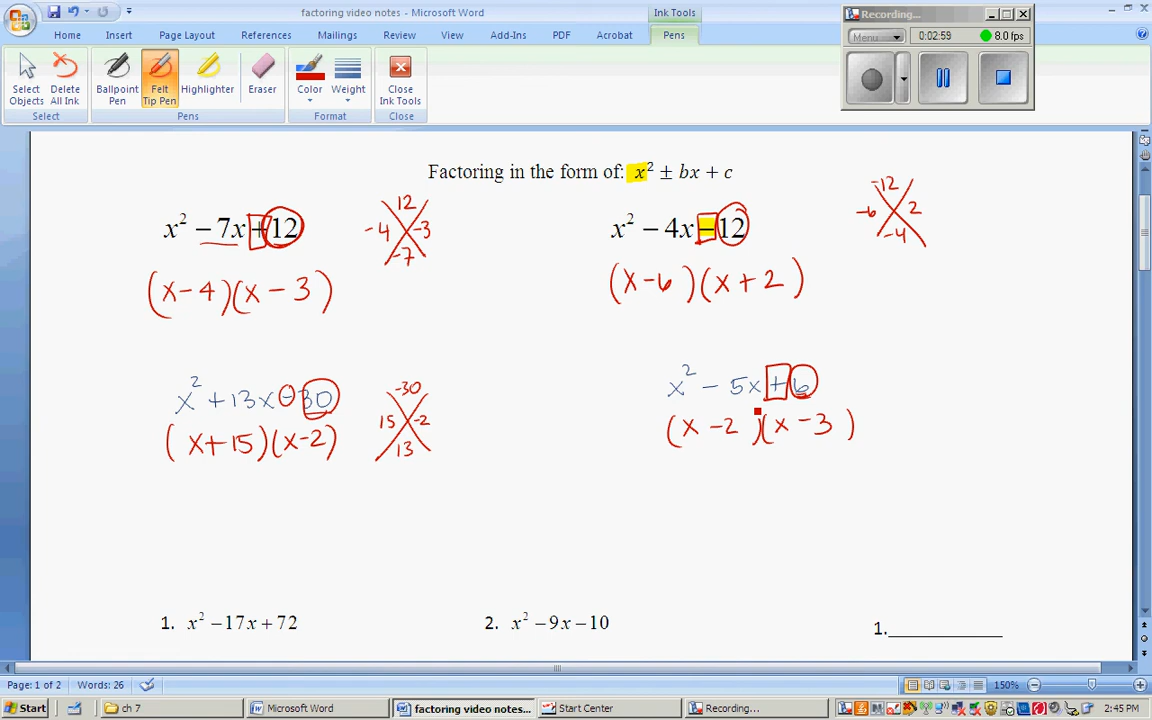 factoring video notes - Microsoft Word
Ink Tools
Recording...
Home Insert Page Layout References Mailings Review View Add-Ins PDF Acrobat Pens
Menu 0:02:59 8.0 fps
Select Objects
Delete All Ink
Ballpoint Pen
Felt Tip Pen
Highlighter
Eraser
Color
Weight
Close Ink Tools
Select Pens Format Close
Factoring in the form of: x² ± bx + c
x² − 7x + 12
12
-4 -3
-7
(x-4)(x-3)
x² − 4x − 12
-12
-6 2
-4
(x-6)(x+2)
x² + 13x - 30
-30
15 -2
13
(x+15)(x-2)
x² - 5x + 6
(x-2)(x-3)
1. x² − 17x + 72
2. x² − 9x − 10
1.____________
Page: 1 of 2 Words: 26 150%
Start ch 7 Microsoft Word factoring video notes... Start Center Recording... 2:45 PM